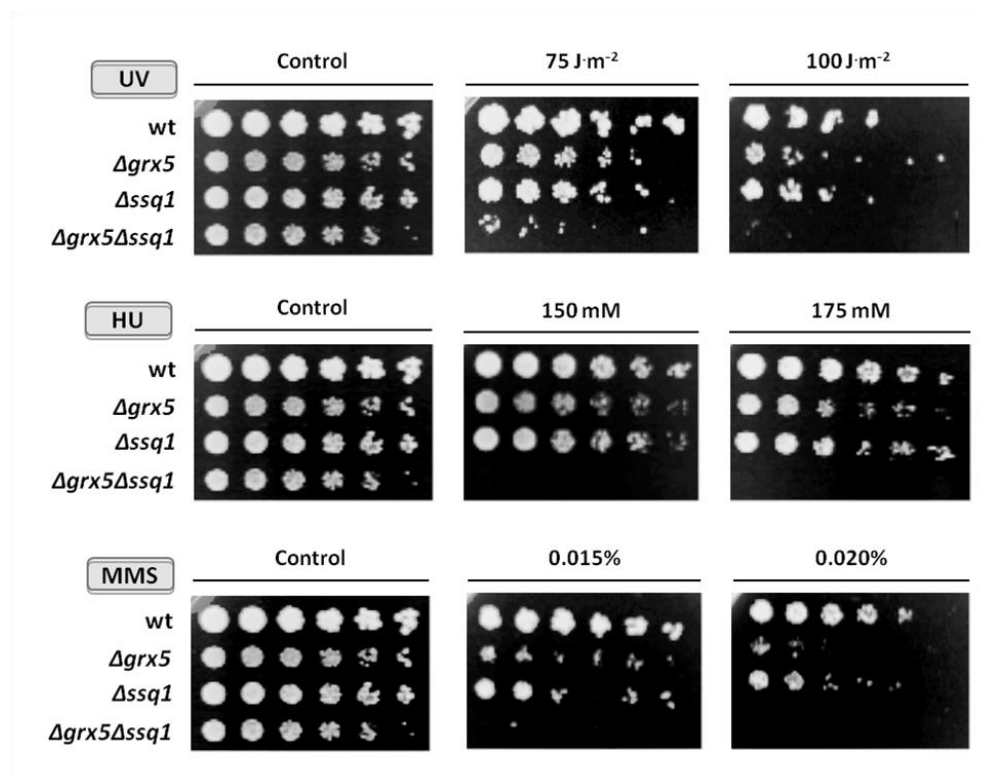 UV Control 75 J·m⁻² 100 J·m⁻²
wt
Δgrx5
Δssq1
Δgrx5Δssq1
HU Control 150 mM 175 mM
wt
Δgrx5
Δssq1
Δgrx5Δssq1
MMS Control 0.015% 0.020%
wt
Δgrx5
Δssq1
Δgrx5Δssq1